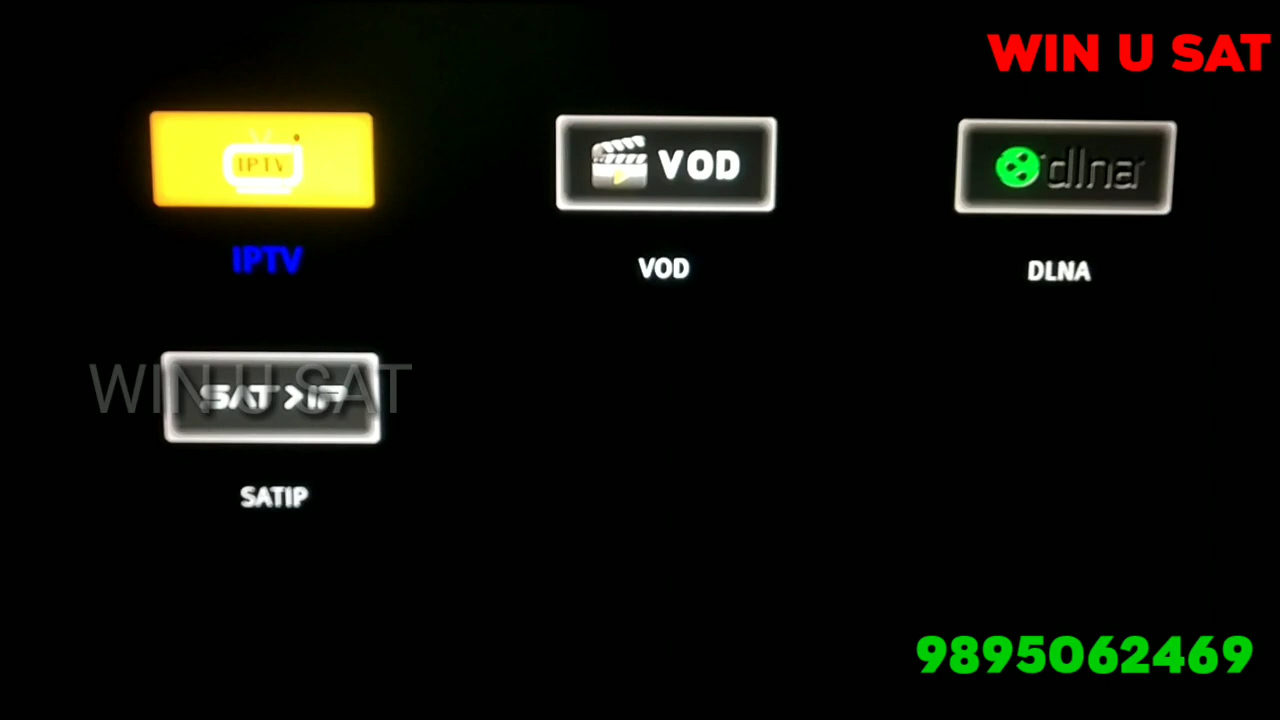 WIN U SAT
IPTV
VOD
dlna
IPTV
VOD
DLNA
WIN U SAT
SAT>IP
SATIP
9895062469